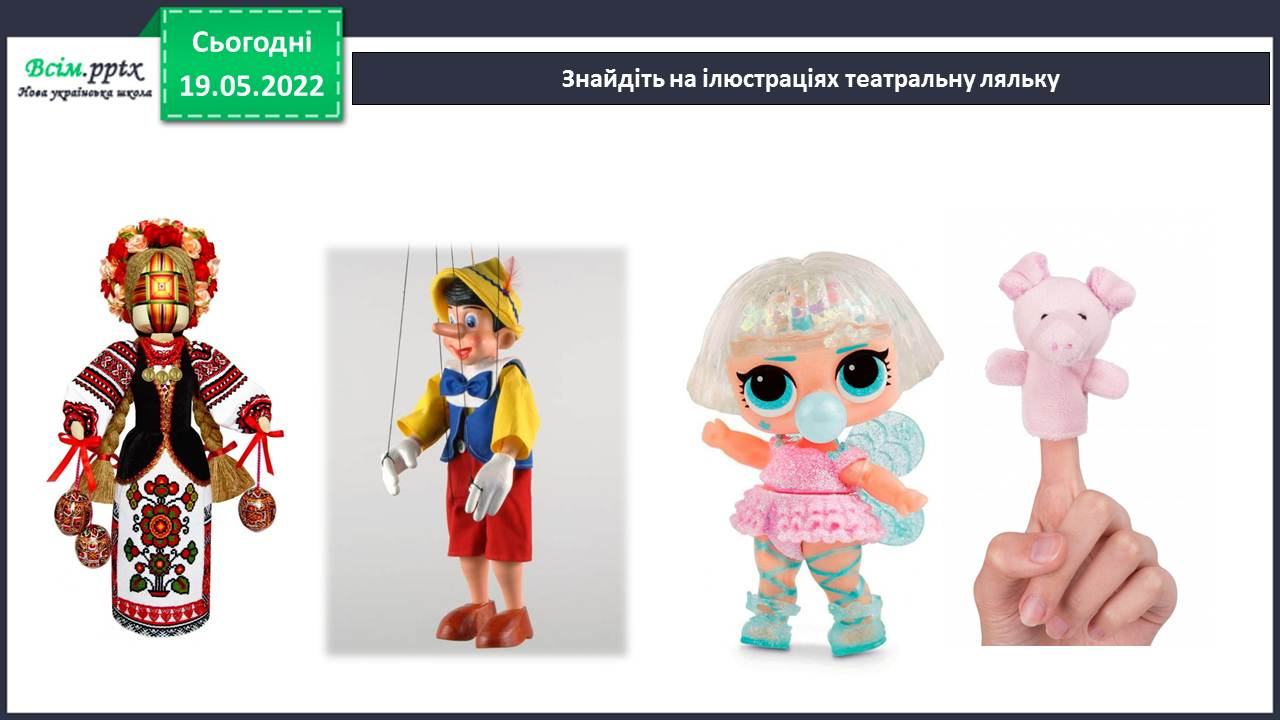 Сьогодні
19.05.2022
Всім.pptx
Нова українська школа
Знайдіть на ілюстраціях театральну ляльку